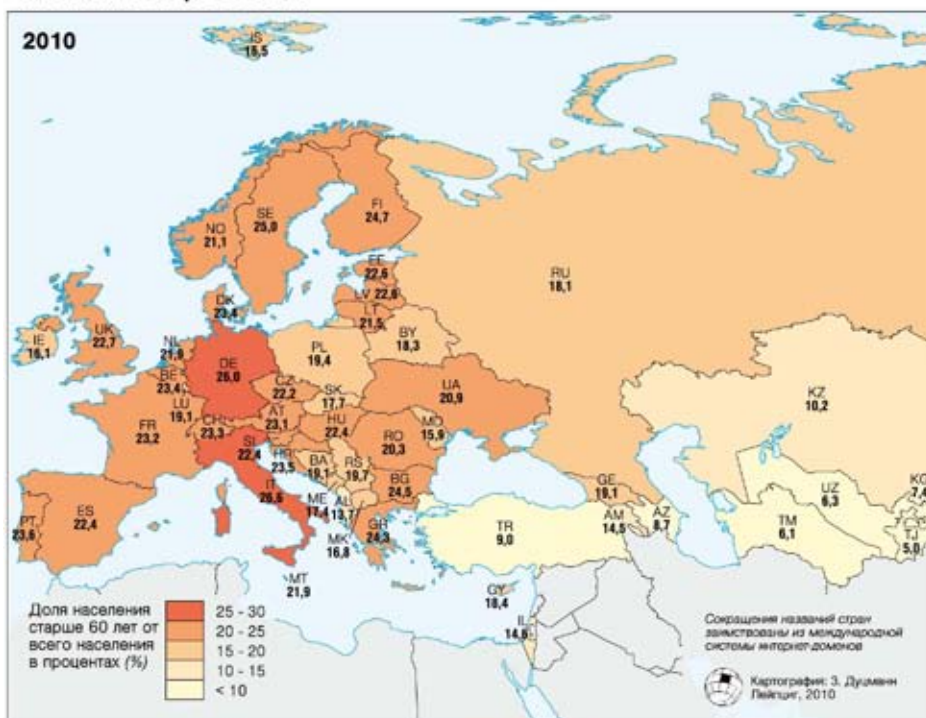 2010
IS
16,5
NO
21,1
SE
25,0
FI
24,7
EE
22,6
LV 22,6
LT
21,5
RU
18,1
DK
23,4
IE
16,1
UK
22,7
NL
21,9
BE
23,4
LU
19,1
DE
26,0
PL
19,4
BY
18,3
CZ
22,2
SK
17,7
UA
20,9
KZ
10,2
FR
23,2
CH
23,3
AT
23,1
HU
22,4
MO
15,9
SI
22,4
HR
23,5
BA
19,1
RS
19,7
RO
20,3
IT
26,6
ME
17,4
AL
13,7
BG
24,5
GE
19,1
AM
14,5
AZ
8,7
UZ
6,3
KG
7,4
TM
6,1
TJ
5,0
PT
23,6
ES
22,4
MK
16,8
GR
24,3
TR
9,0
MT
21,9
GY
18,4
IL
14,6
Доля населения
старше 60 лет от
всего населения
в процентах (%)
25 - 30
20 - 25
15 - 20
10 - 15
< 10
Сокращения названий стран
заимствованы из международной
системы интернет-доменов
Картография: З. Дуцманн
Лейпциг, 2010